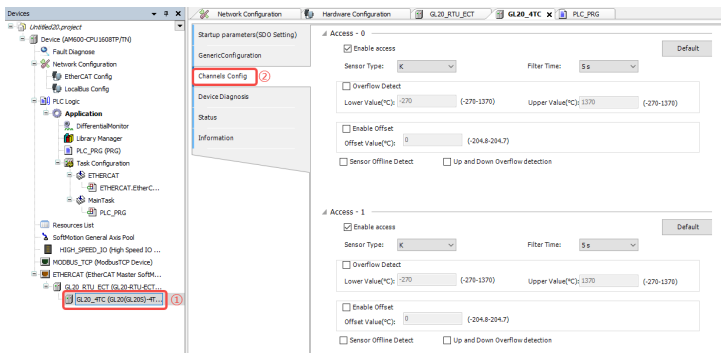 Devices
Untitled20.project
Device (AM600-CPU1608TP/TN)
Fault Diagnose
Network Configuration
EtherCAT Config
LocalBus Config
PLC Logic
Application
DifferentialMonitor
Library Manager
PLC_PRG (PRG)
Task Configuration
ETHERCAT
ETHERCAT.EtherC...
MainTask
PLC_PRG
Resources List
SoftMotion General Axis Pool
HIGH_SPEED_IO (High Speed IO ...
MODBUS_TCP (ModbusTCP Device)
ETHERCAT (EtherCAT Master SoftM...
GL20_RTU_ECT (GL20-RTU-ECT...
GL20_4TC (GL20(GL20S)-4T... ①
Network Configuration Hardware Configuration GL20_RTU_ECT GL20_4TC × PLC_PRG
Startup parameters(SDO Setting)
GenericConfiguration
Channels Config ②
Device Diagnosis
Status
Information
Access - 0
Enable access Default
Sensor Type: K Filter Time: 5 s
Overflow Detect
Lower Value(°C): -270 (-270-1370) Upper Value(°C): 1370 (-270-1370)
Enable Offset
Offset Value(°C): 0 (-204.8-204.7)
Sensor Offline Detect Up and Down Overflow detection
Access - 1
Enable access Default
Sensor Type: K Filter Time: 5 s
Overflow Detect
Lower Value(°C): -270 (-270-1370) Upper Value(°C): 1370 (-270-1370)
Enable Offset
Offset Value(°C): 0 (-204.8-204.7)
Sensor Offline Detect Up and Down Overflow detection